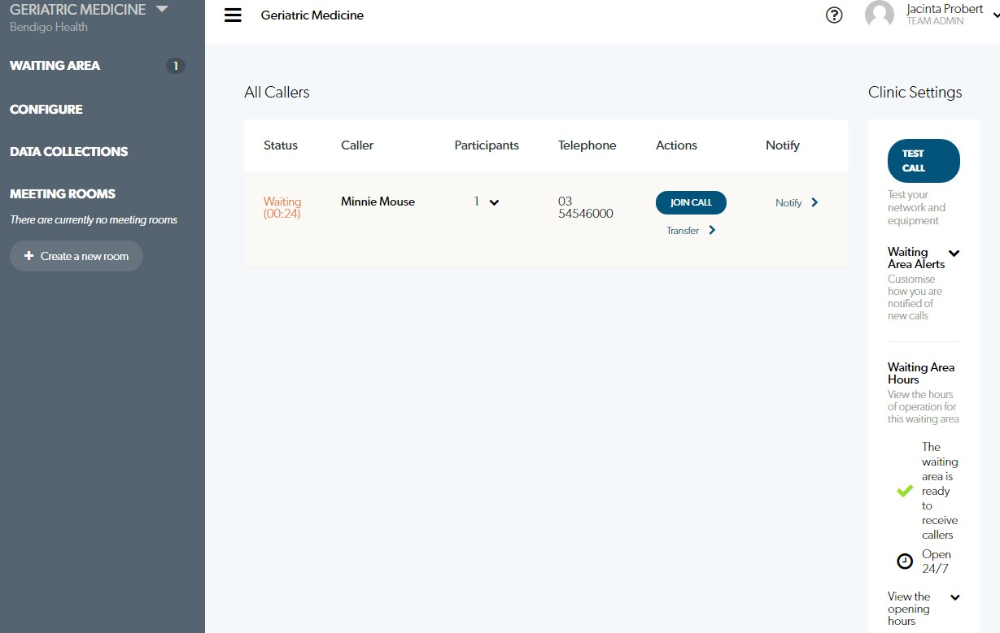 GERIATRIC MEDICINE
Bendigo Health
WAITING AREA 1
CONFIGURE
DATA COLLECTIONS
MEETING ROOMS
There are currently no meeting rooms
+ Create a new room
Geriatric Medicine
?
Jacinta Probert
TEAM ADMIN
All Callers
Status Caller Participants Telephone Actions Notify
Waiting
(00:24)
Minnie Mouse
1
03
54546000
JOIN CALL
Transfer
Notify
Clinic Settings
TEST
CALL
Test your
network and
equipment
Waiting
Area Alerts
Customise
how you are
notified of
new calls
Waiting Area
Hours
View the hours
of operation for
this waiting area
The
waiting
area is
ready
to
receive
callers
Open
24/7
View the
opening
hours